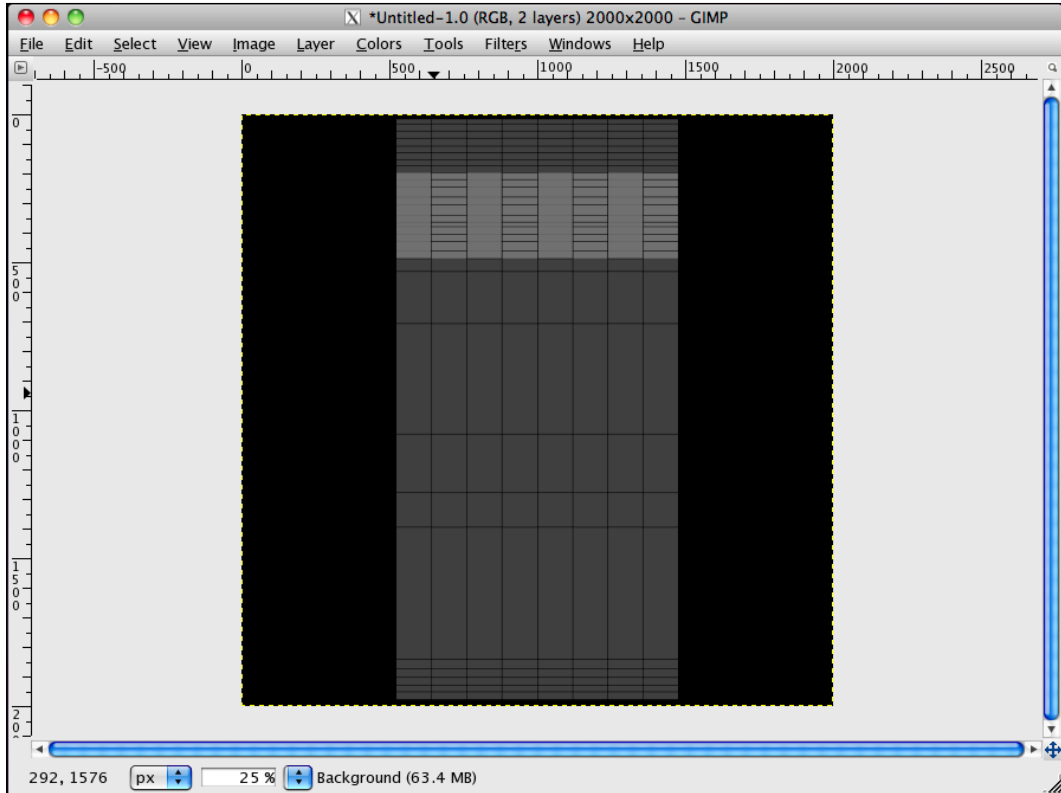 *Untitled-1.0 (RGB, 2 layers) 2000x2000 – GIMP
File Edit Select View Image Layer Colors Tools Filters Windows Help
-500 0 500 1000 1500 2000 2500
0
500
1000
1500
20
292, 1576 px 25 % Background (63.4 MB)